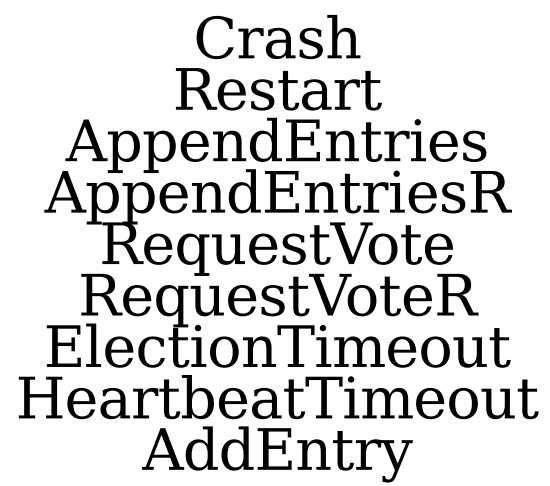 Crash
Restart
AppendEntries
AppendEntriesR
RequestVote
RequestVoteR
ElectionTimeout
HeartbeatTimeout
AddEntry